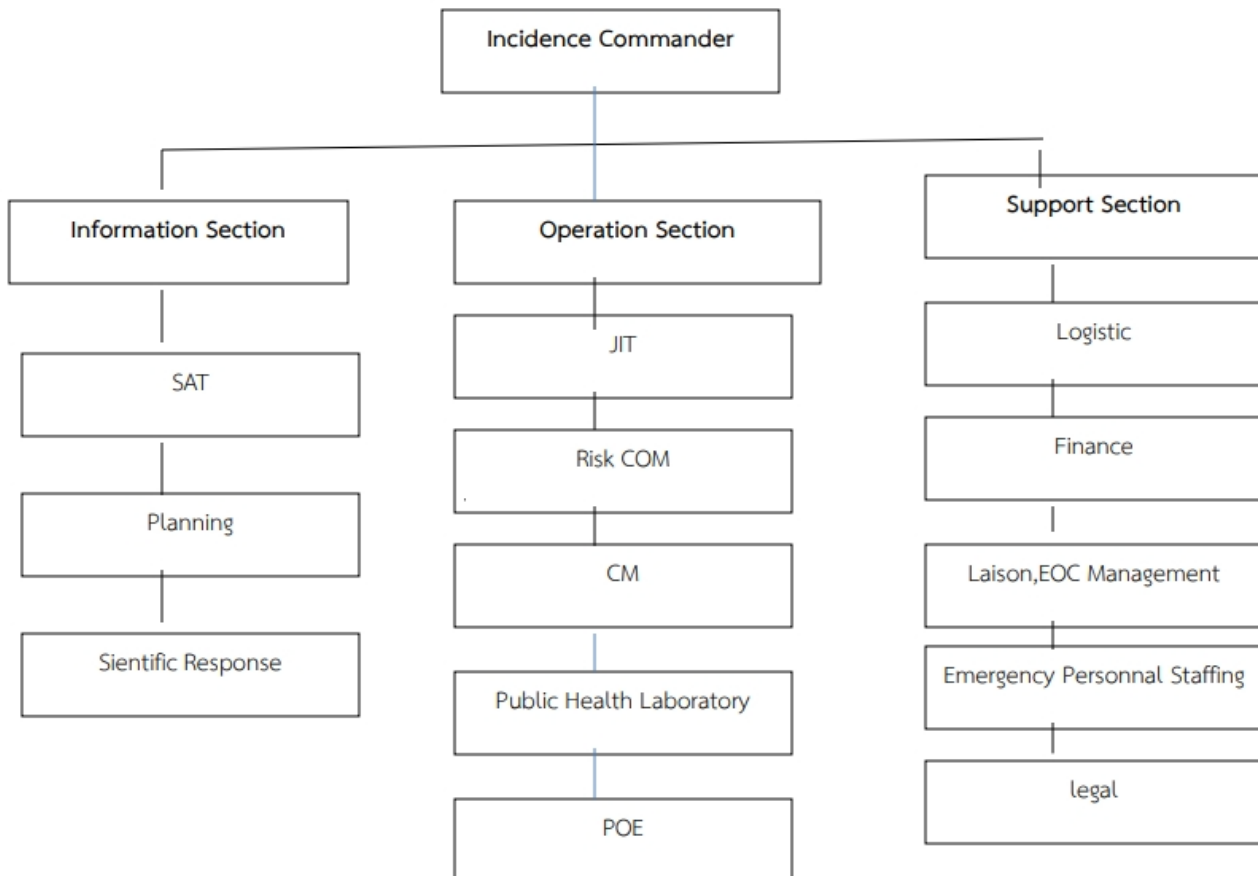 Incidence Commander
Information Section
SAT
Planning
Sientific Response
Operation Section
JIT
Risk COM
CM
Public Health Laboratory
POE
Support Section
Logistic
Finance
Laison,EOC Management
Emergency Personnal Staffing
legal